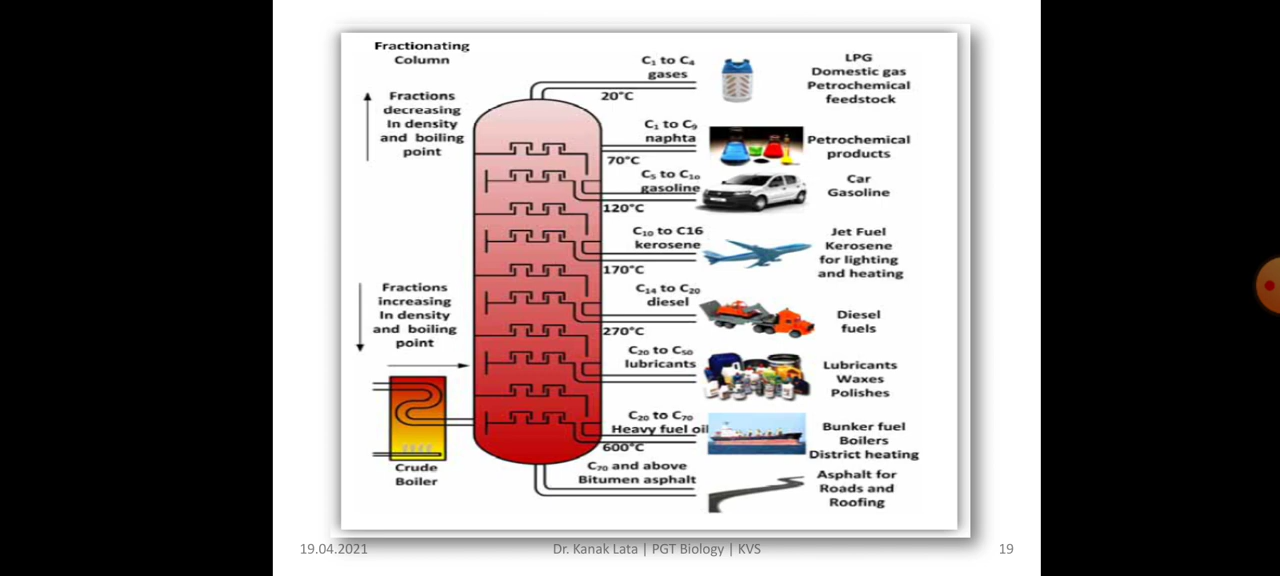 Fractionating
Column
Fractions
decreasing
In density
and boiling
point
Fractions
increasing
In density
and boiling
point
Crude
Boiler
C₁ to C₄
gases
20°C
LPG
Domestic gas
Petrochemical
feedstock
C₁ to C₉
naphta
70°C
Petrochemical
products
C₅ to C₁₀
gasoline
120°C
Car
Gasoline
C₁₀ to C16
kerosene
170°C
Jet Fuel
Kerosene
for lighting
and heating
C₁₄ to C₂₀
diesel
270°C
Diesel
fuels
C₂₀ to C₅₀
lubricants
Lubricants
Waxes
Polishes
C₂₀ to C₇₀
Heavy fuel oil
600°C
Bunker fuel
Boilers
District heating
C₇₀ and above
Bitumen asphalt
Asphalt for
Roads and
Roofing
19.04.2021
Dr. Kanak Lata | PGT Biology | KVS
19